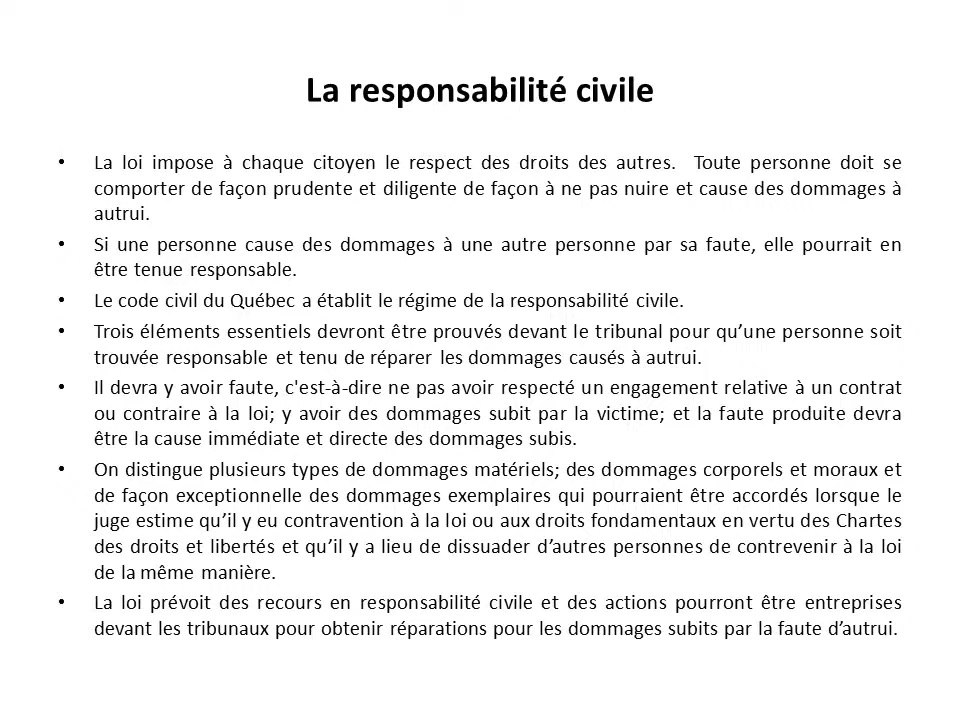 La responsabilité civile
• La loi impose à chaque citoyen le respect des droits des autres.  Toute personne doit se
comporter de façon prudente et diligente de façon à ne pas nuire et cause des dommages à
autrui.
• Si une personne cause des dommages à une autre personne par sa faute, elle pourrait en
être tenue responsable.
• Le code civil du Québec a établit le régime de la responsabilité civile.
• Trois éléments essentiels devront être prouvés devant le tribunal pour qu’une personne soit
trouvée responsable et tenu de réparer les dommages causés à autrui.
• Il devra y avoir faute, c'est-à-dire ne pas avoir respecté un engagement relative à un contrat
ou contraire à la loi; y avoir des dommages subit par la victime; et la faute produite devra
être la cause immédiate et directe des dommages subis.
• On distingue plusieurs types de dommages matériels; des dommages corporels et moraux et
de façon exceptionnelle des dommages exemplaires qui pourraient être accordés lorsque le
juge estime qu’il y eu contravention à la loi ou aux droits fondamentaux en vertu des Chartes
des droits et libertés et qu’il y a lieu de dissuader d’autres personnes de contrevenir à la loi
de la même manière.
• La loi prévoit des recours en responsabilité civile et des actions pourront être entreprises
devant les tribunaux pour obtenir réparations pour les dommages subits par la faute d’autrui.